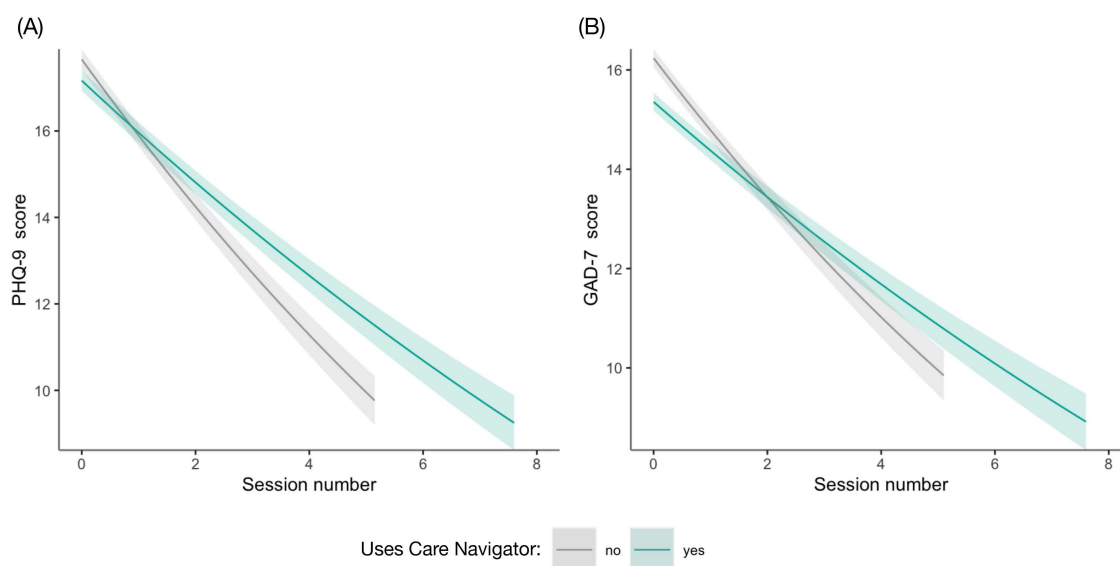 (A)
(B)
PHQ-9 score
16
14
12
10
0 2 4 6 8
Session number
GAD-7 score
16
14
12
10
0 2 4 6 8
Session number
Uses Care Navigator: no yes